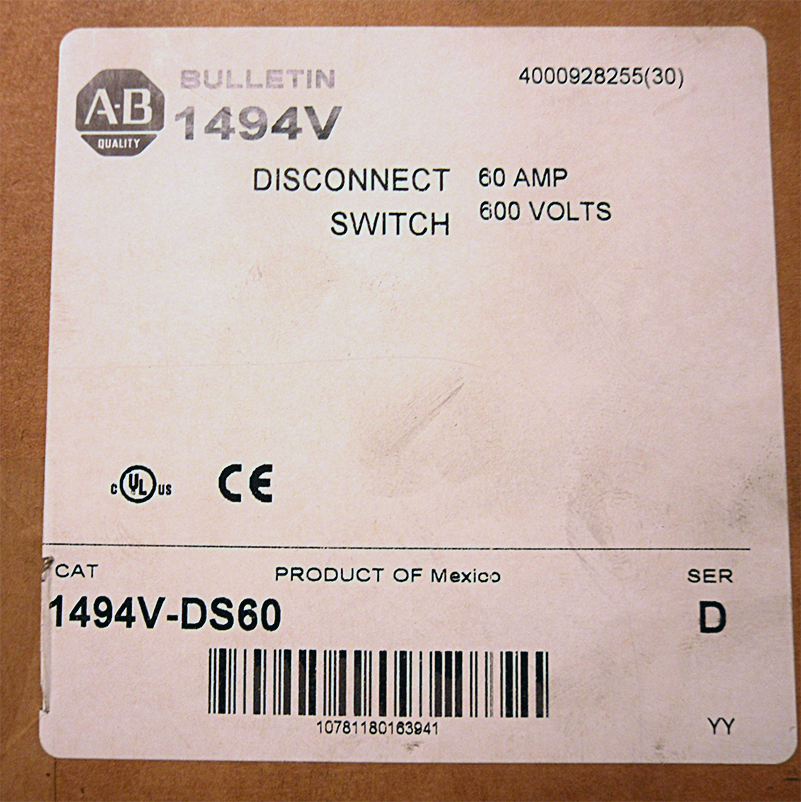 BULLETIN 4000928255(30)
A-B
QUALITY
1494V
DISCONNECT 60 AMP
SWITCH 600 VOLTS
C UL US CE
CAT PRODUCT OF Mexico SER
1494V-DS60 D
10781180163941
YY